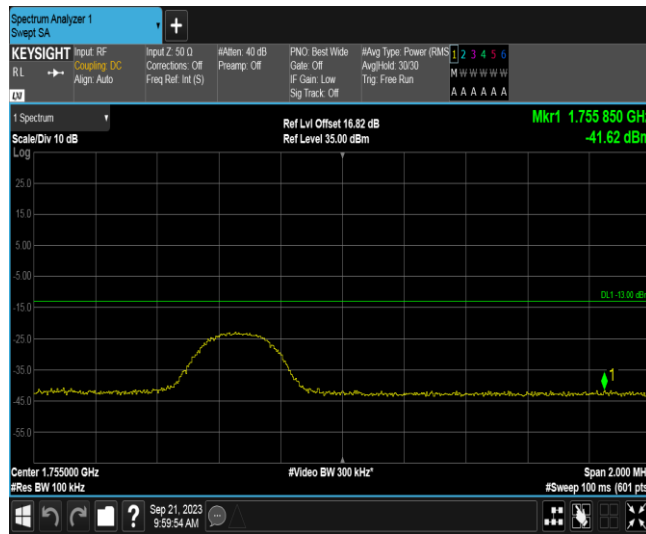 Spectrum Analyzer 1
Swept SA
+
KEYSIGHT
RL
LXI
Input: RF
Coupling: DC
Align: Auto
Input Z: 50 Ω
Corrections: Off
Freq Ref: Int (S)
#Atten: 40 dB
Preamp: Off
PNO: Best Wide
Gate: Off
IF Gain: Low
Sig Track: Off
#Avg Type: Power (RMS
Avg|Hold: 30/30
Trig: Free Run
1 2 3 4 5 6
M W W W W W
A A A A A A
1 Spectrum
Scale/Div 10 dB
Ref Lvl Offset 16.82 dB
Ref Level 35.00 dBm
Mkr1 1.755 850 GH
-41.62 dBm
Log
25.0
15.0
5.00
-5.00
DL1 -13.00 dBm
-15.0
-25.0
-35.0
1
-45.0
-55.0
Center 1.755000 GHz
#Video BW 300 kHz*
Span 2.000 MH
#Res BW 100 kHz
#Sweep 100 ms (601 pts
?
Sep 21, 2023
9:59:54 AM